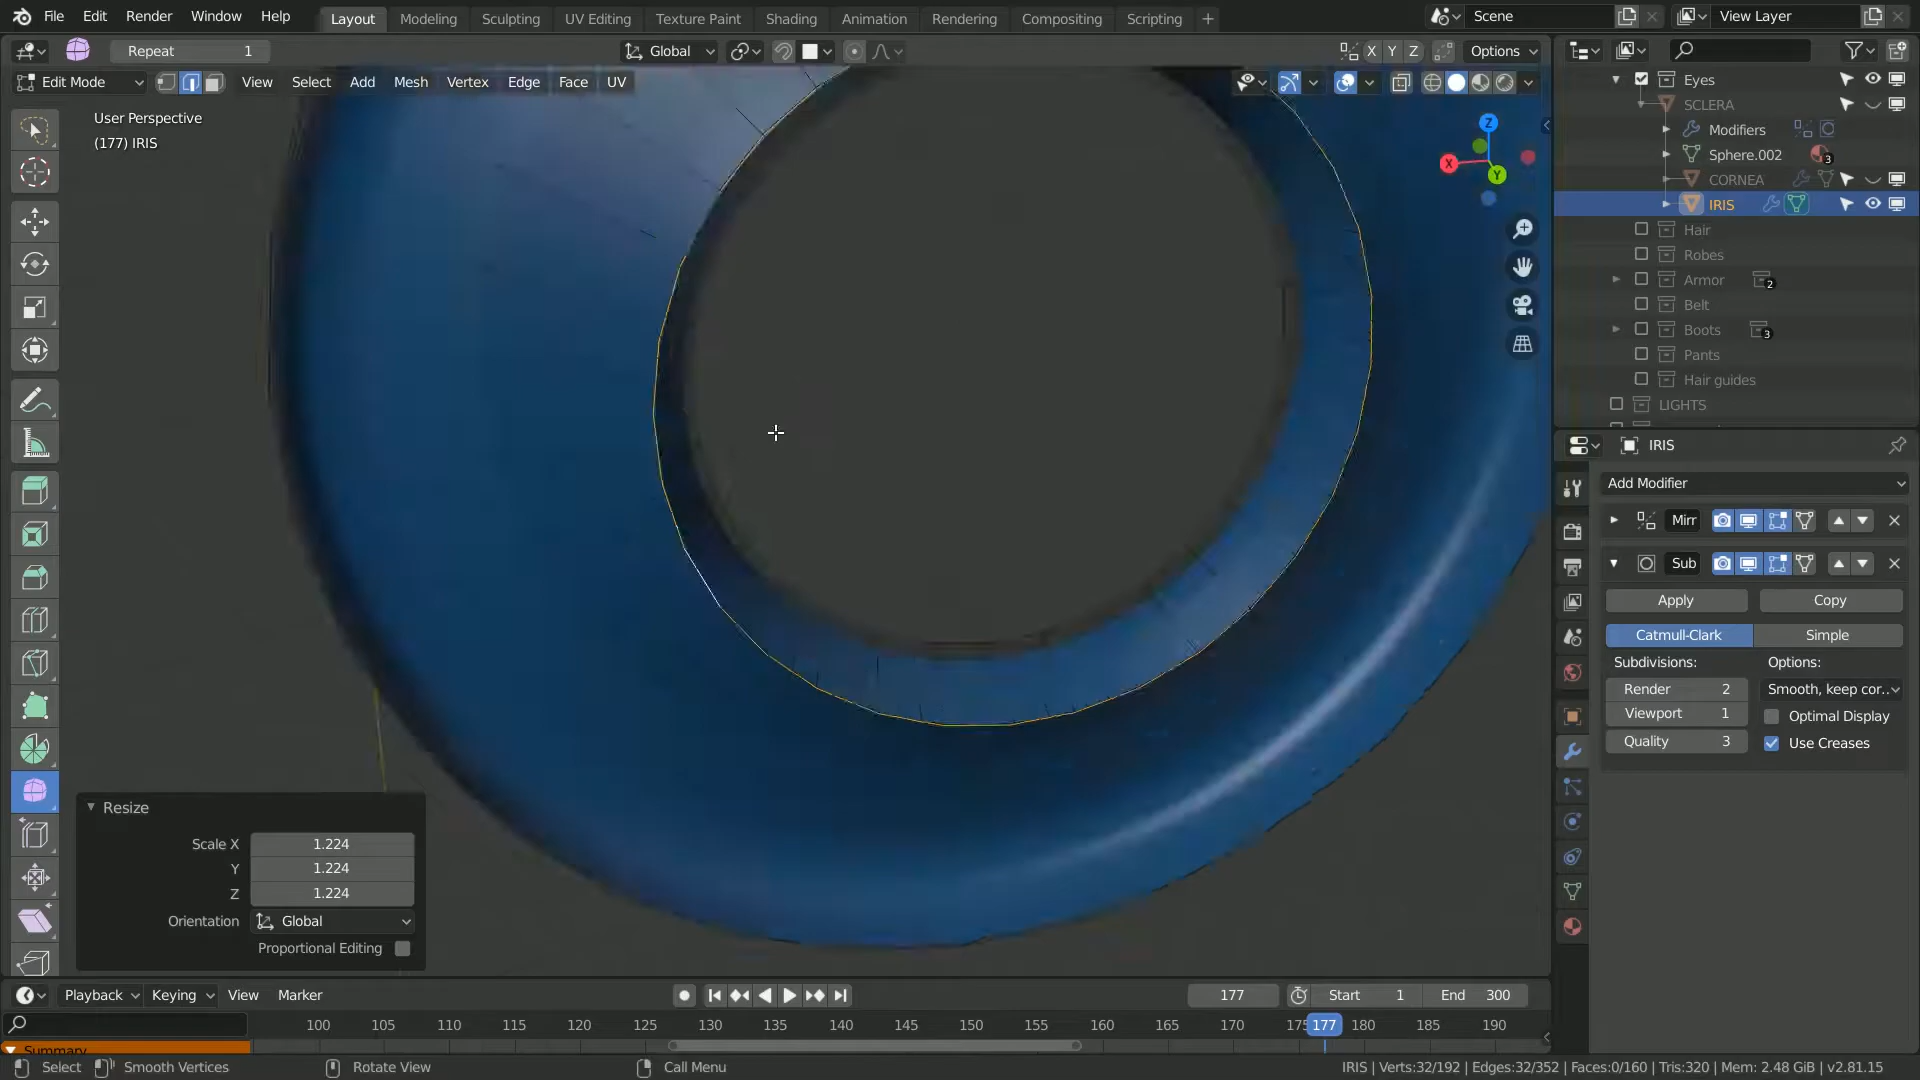 File Edit Render Window Help Layout Modeling Sculpting UV Editing Texture Paint Shading Animation Rendering Compositing Scripting + Scene View Layer
Repeat 1 Global X Y Z Options
Edit Mode View Select Add Mesh Vertex Edge Face UV
User Perspective
(177) IRIS
Z
X
Y
Eyes
SCLERA
Modifiers
Sphere.002 3
CORNEA
IRIS
Hair
Robes
Armor 2
Belt
Boots 3
Pants
Hair guides
LIGHTS
IRIS
Add Modifier
Mirr
Sub
Apply Copy
Catmull-Clark Simple
Subdivisions: Options:
Render 2 Smooth, keep cor..
Viewport 1 Optimal Display
Quality 3 Use Creases
Resize
Scale X 1.224
Y 1.224
Z 1.224
Orientation Global
Proportional Editing
Playback Keying View Marker 177 Start 1 End 300
100 105 110 115 120 125 130 135 140 145 150 155 160 165 170 175 177 180 185 190
Summary
Select Smooth Vertices Rotate View Call Menu IRIS | Verts:32/192 | Edges:32/352 | Faces:0/160 | Tris:320 | Mem: 2.48 GiB | v2.81.15